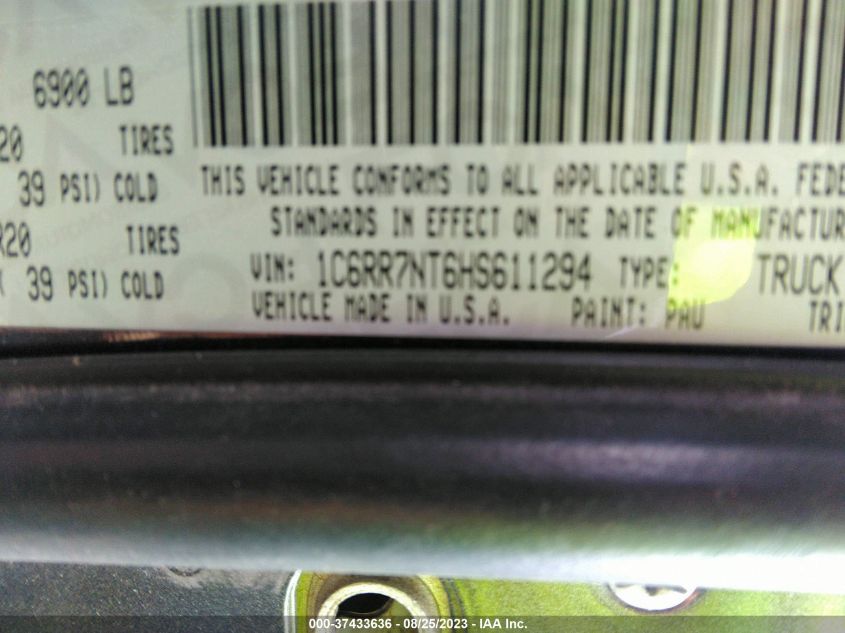 6900 LB
20 TIRES
39 PSI) COLD
R20 TIRES
39 PSI) COLD
THIS VEHICLE CONFORMS TO ALL APPLICABLE U.S.A. FEDE
STANDARDS IN EFFECT ON THE DATE OF MANUFACTUR
VIN: 1C6RR7NT6HS611294 TYPE: TRUCK
VEHICLE MADE IN U.S.A. PAINT: PAU TRI
000-37433636 - 08/25/2023 - IAA Inc.